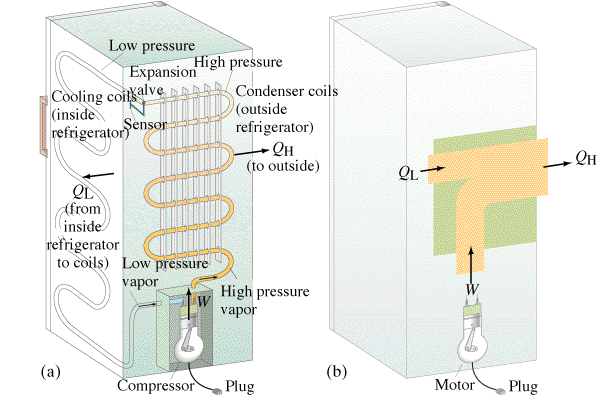 Low pressure
High pressure
Expansion
valve
Cooling coils
(inside
refrigerator)
Sensor
Condenser coils
(outside
refrigerator)
QH
(to outside)
QL
(from
inside
refrigerator
to coils)
Low pressure
vapor
W
High pressure
vapor
(a)
Compressor
Plug
QL
QH
W
(b)
Motor
Plug